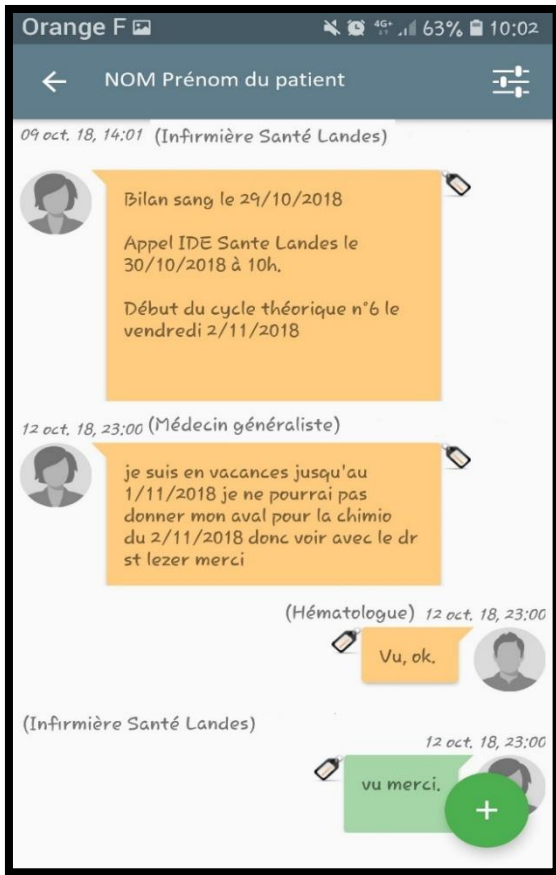 Orange F 4G+ 63% 10:02
NOM Prénom du patient
09 oct. 18, 14:01 (Infirmière Santé Landes)
Bilan sang le 29/10/2018
Appel IDE Sante Landes le
30/10/2018 à 10h.
Début du cycle théorique n°6 le
vendredi 2/11/2018
12 oct. 18, 23:00 (Médecin généraliste)
je suis en vacances jusqu'au
1/11/2018 je ne pourrai pas
donner mon aval pour la chimio
du 2/11/2018 donc voir avec le dr
st lezer merci
(Hématologue) 12 oct. 18, 23:00
Vu, ok.
(Infirmière Santé Landes)
12 oct. 18, 23:00
vu merci.
+